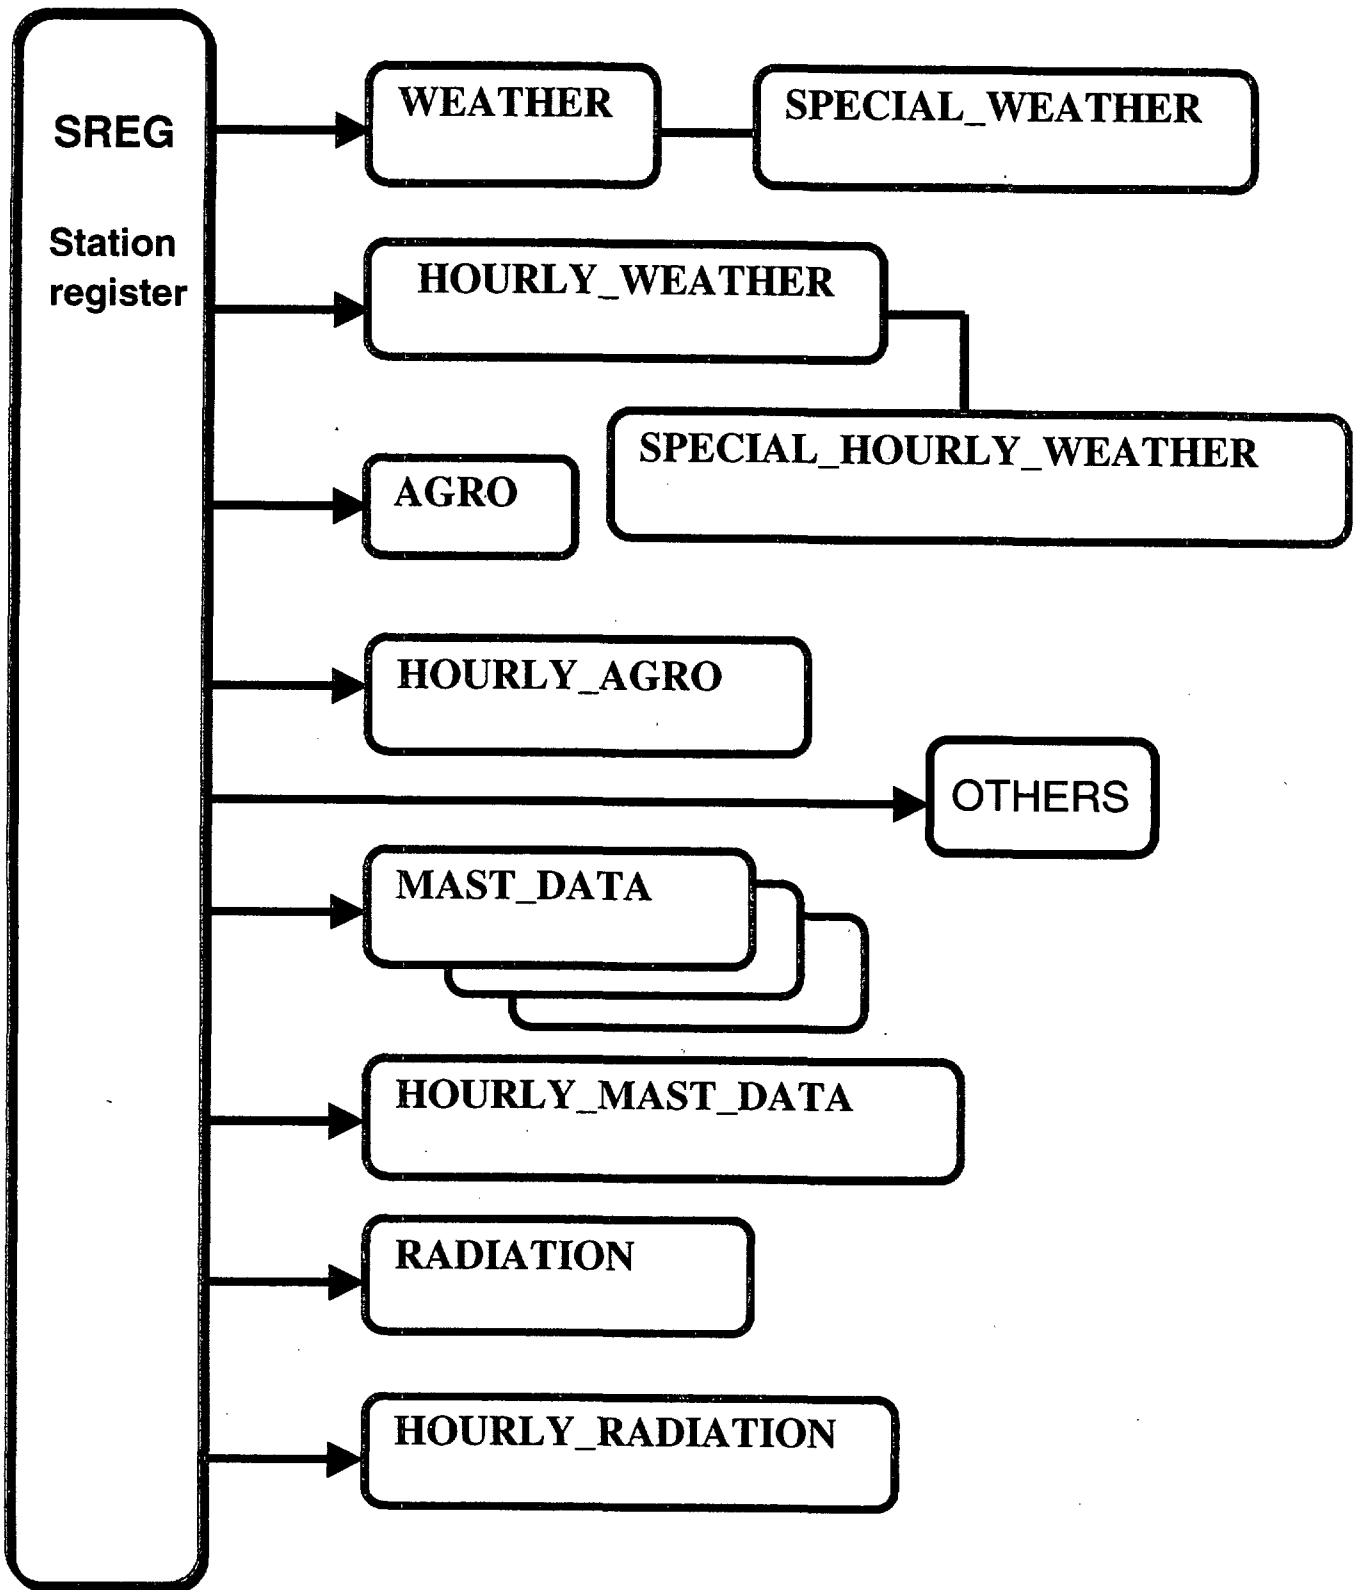 SREG
Station
register
WEATHER
SPECIAL_WEATHER
HOURLY_WEATHER
SPECIAL_HOURLY_WEATHER
AGRO
HOURLY_AGRO
OTHERS
MAST_DATA
HOURLY_MAST_DATA
RADIATION
HOURLY_RADIATION